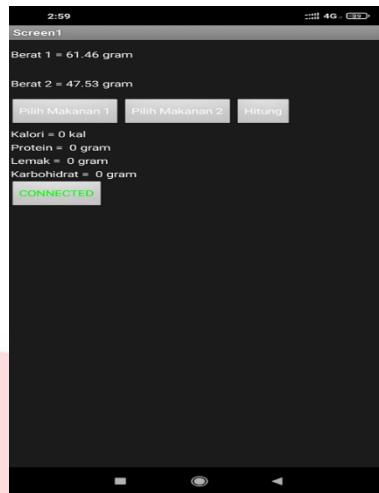 2:59 4G 39
Screen1
Berat 1 = 61.46 gram
Berat 2 = 47.53 gram
Pilih Makanan 1 Pilih Makanan 2 Hitung
Kalori = 0 kal
Protein = 0 gram
Lemak = 0 gram
Karbohidrat = 0 gram
CONNECTED